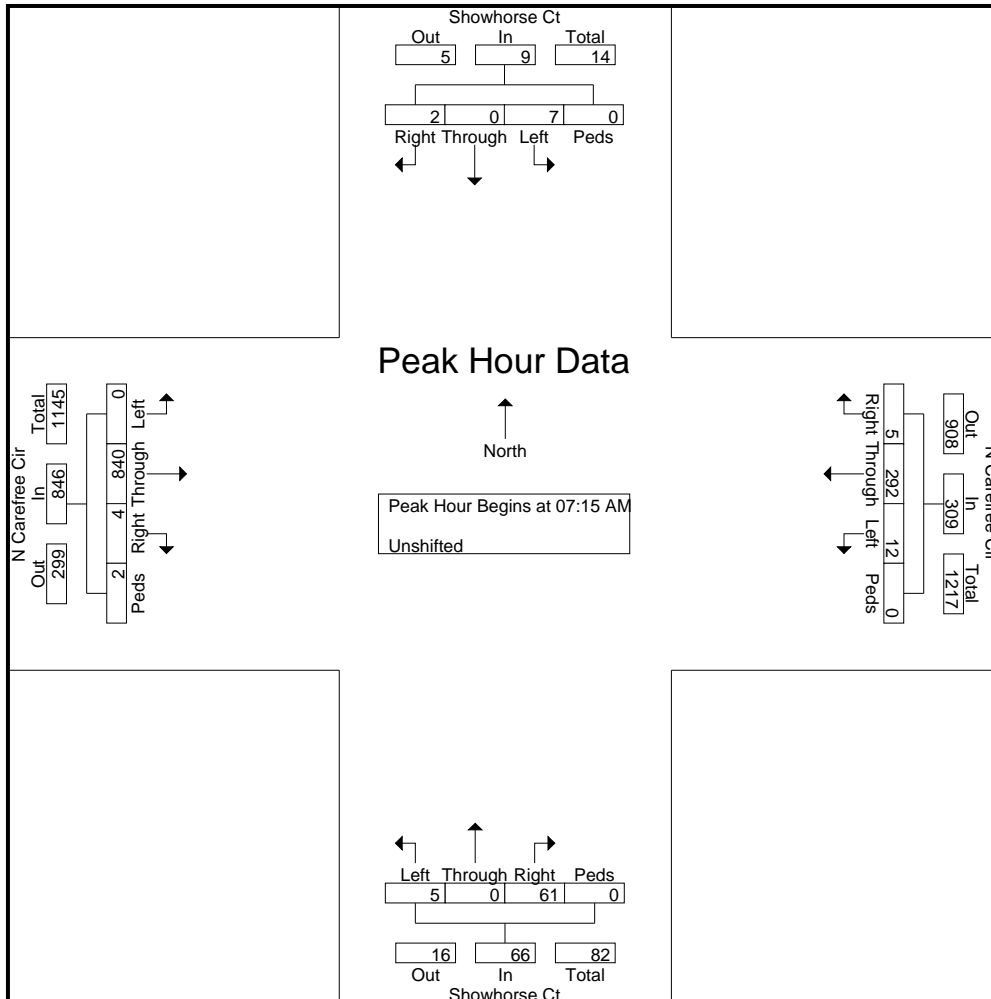 Showhorse Ct
Out In Total
5 9 14
2 0 7 0
Right Through Left Peds
Peak Hour Data
North
Peak Hour Begins at 07:15 AM
Unshifted
N Carefree Cir
Out In Total
299 846 1145
2 4 840 0
Peds Right Through Left
N Carefree Cir
Out In Total
908 309 1217
5 292 12 0
Right Through Left Peds
Left Through Right Peds
5 0 61 0
16 66 82
Out In Total
Showhorse Ct